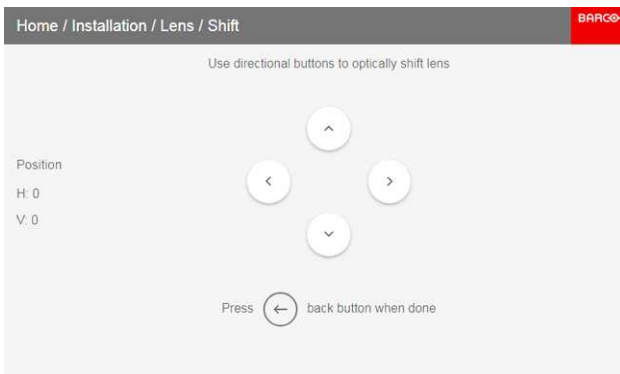 Home / Installation / Lens / Shift
BARCO
Use directional buttons to optically shift lens
Position
H: 0
V: 0
Press back button when done